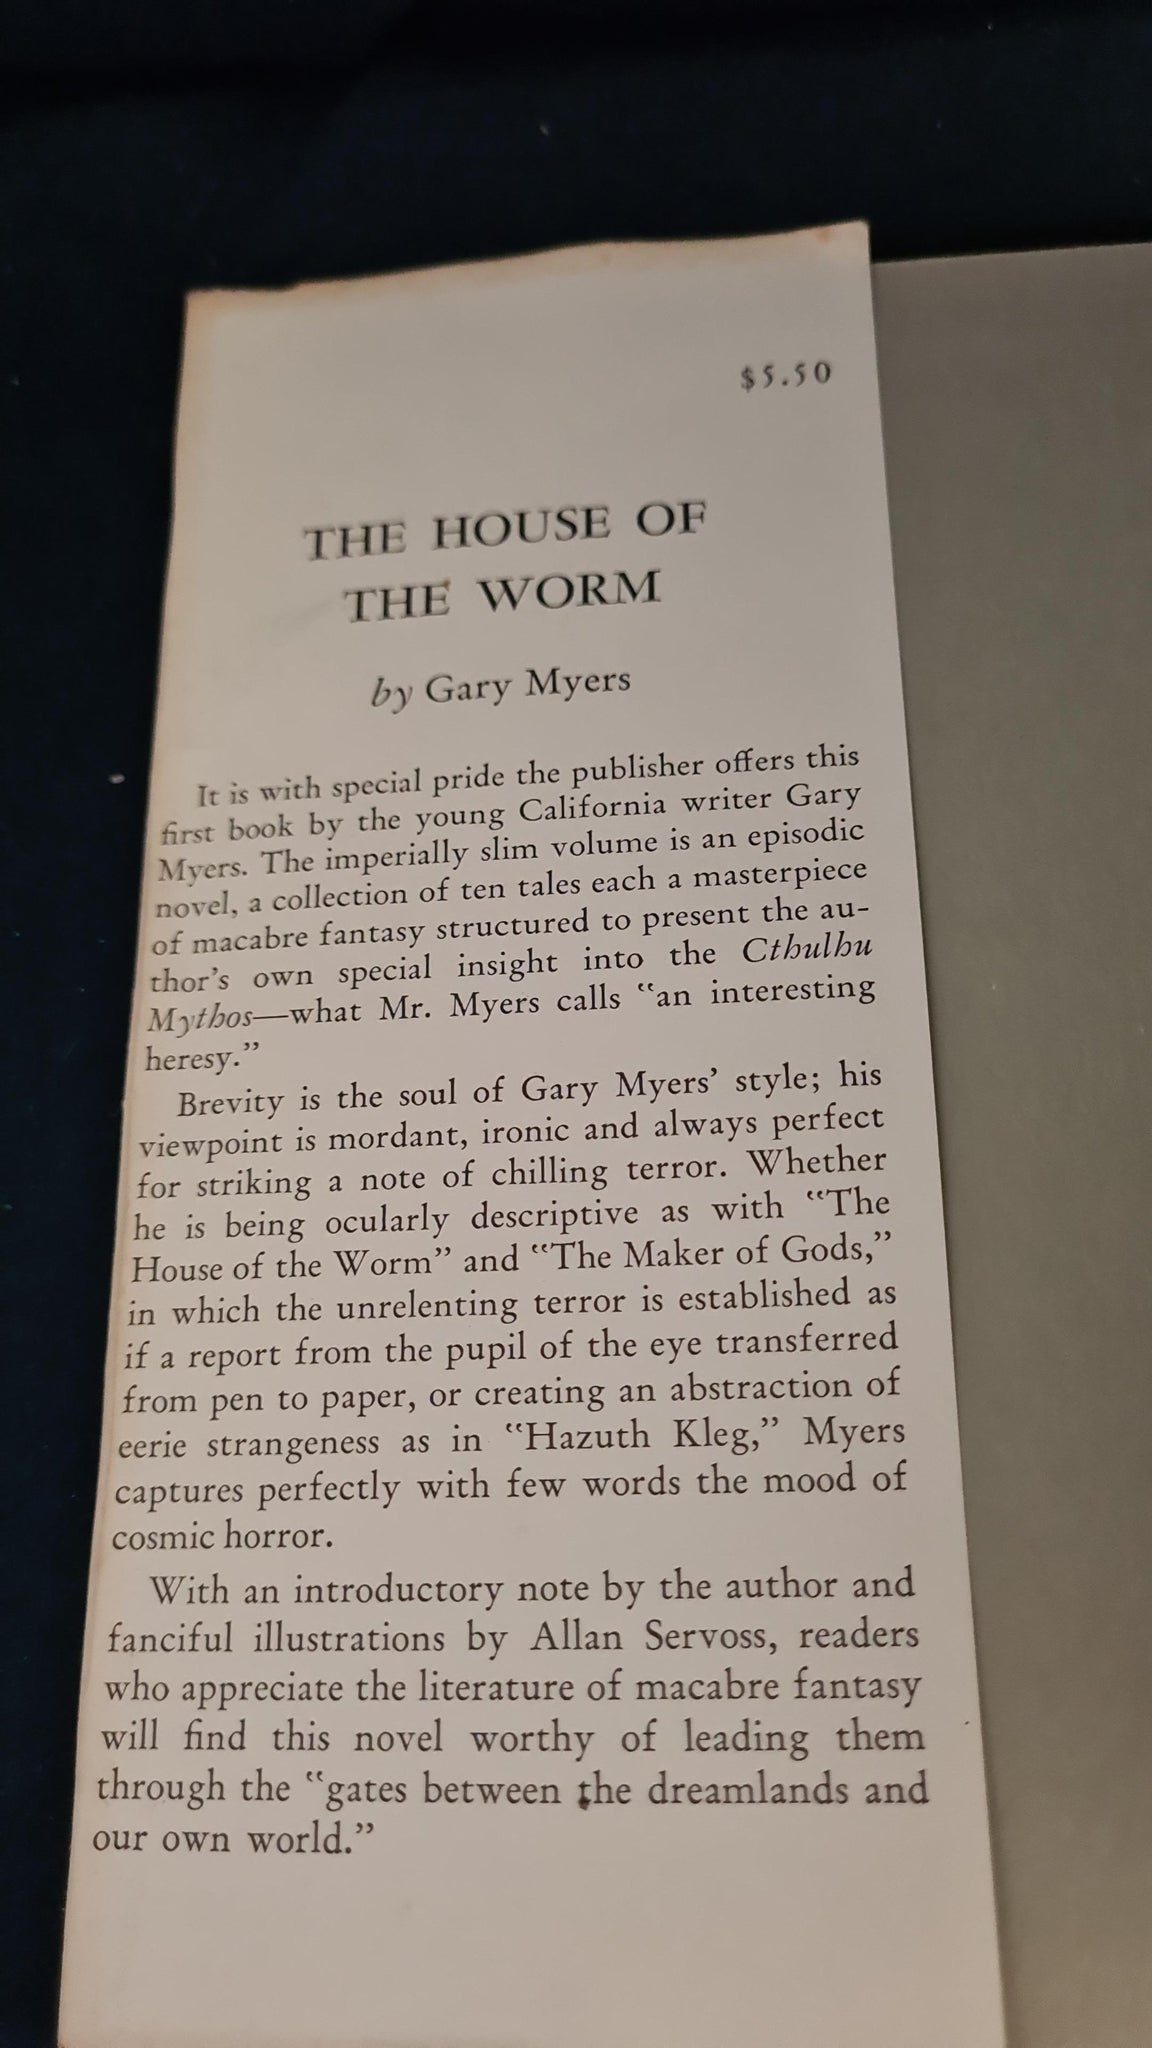 $5.50
THE HOUSE OF
THE WORM
by Gary Myers
It is with special pride the publisher offers this
first book by the young California writer Gary
Myers. The imperially slim volume is an episodic
novel, a collection of ten tales each a masterpiece
of macabre fantasy structured to present the au-
thor's own special insight into the Cthulhu
Mythos—what Mr. Myers calls “an interesting
heresy.”
Brevity is the soul of Gary Myers’ style; his
viewpoint is mordant, ironic and always perfect
for striking a note of chilling terror. Whether
he is being ocularly descriptive as with “The
House of the Worm” and “The Maker of Gods,”
in which the unrelenting terror is established as
if a report from the pupil of the eye transferred
from pen to paper, or creating an abstraction of
eerie strangeness as in “Hazuth Kleg,” Myers
captures perfectly with few words the mood of
cosmic horror.
With an introductory note by the author and
fanciful illustrations by Allan Servoss, readers
who appreciate the literature of macabre fantasy
will find this novel worthy of leading them
through the “gates between the dreamlands and
our own world.”